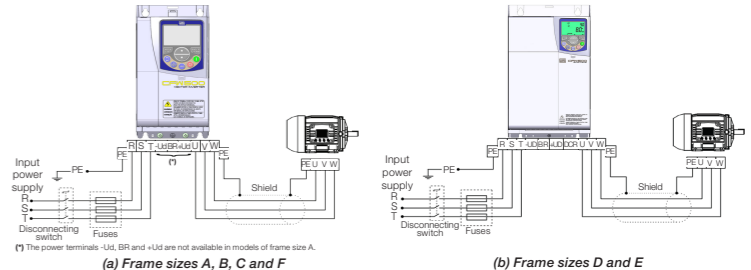 R S T -Ud BR +Ud U V W
PE
PE
(*)
Input
power
supply
PE
R
S
T
Disconnecting
switch
Fuses
Shield
PE U V W
(*) The power terminals -Ud, BR and +Ud are not available in models of frame size A.
(a) Frame sizes A, B, C and F
R S T -UD BR +UD DCR U V W
PE
PE
Input
power
supply
PE
R
S
T
Disconnecting
switch
Fuses
Shield
PE U V W
(b) Frame sizes D and E